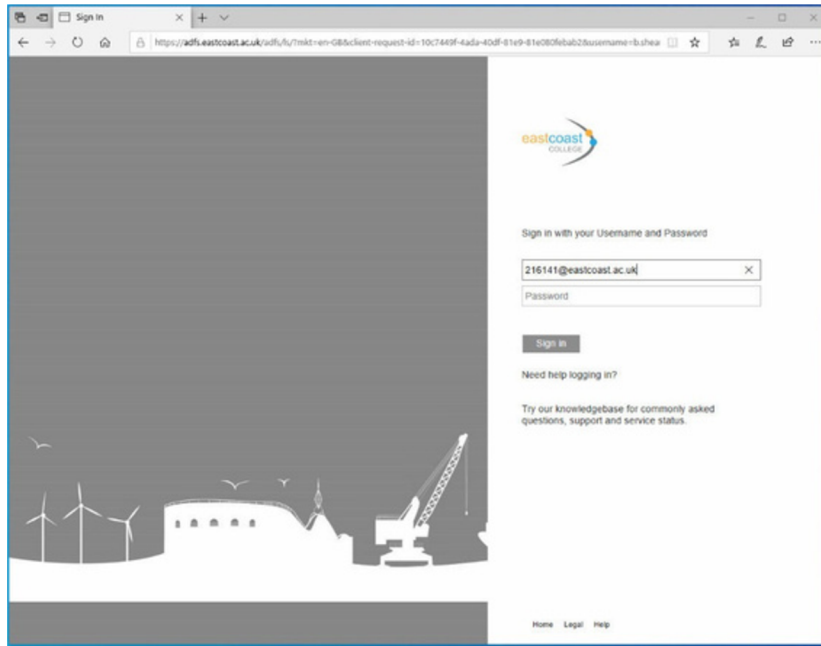 Sign In
https://adfs.eastcoast.ac.uk/adfs/ls/?mkt=en-GB&client-request-id=10c7449f-4ada-40df-81e9-81e080febab2&username=b.shea
eastcoast
COLLEGE
Sign in with your Username and Password
216141@eastcoast.ac.uk
Password
Sign in
Need help logging in?
Try our knowledgebase for commonly asked
questions, support and service status.
Home Legal Help